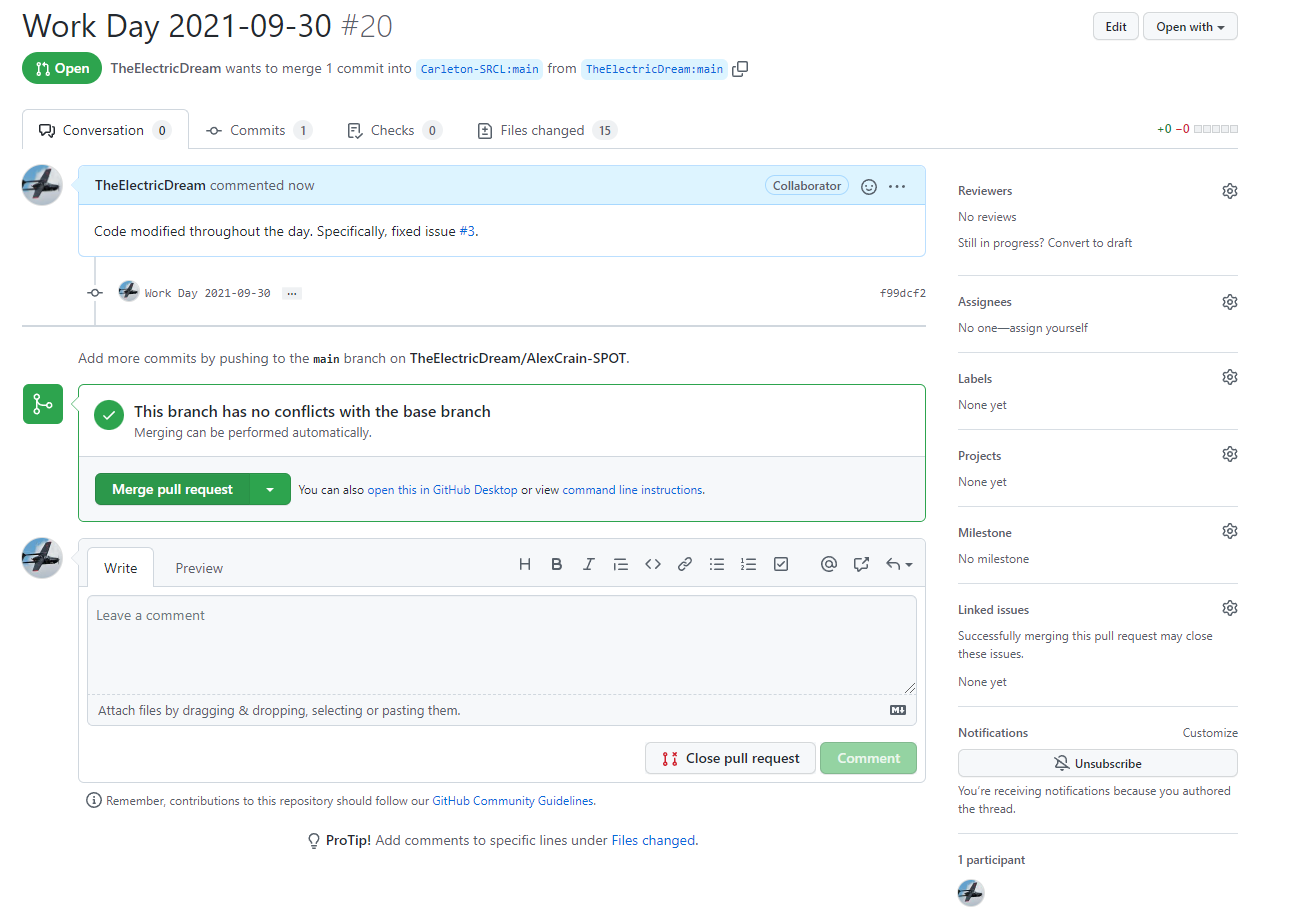 Work Day 2021-09-30 #20
Edit
Open with
Open
TheElectricDream wants to merge 1 commit into Carleton-SRCL:main from TheElectricDream:main
Conversation 0
Commits 1
Checks 0
Files changed 15
+0 −0
TheElectricDream commented now
Collaborator
Code modified throughout the day. Specifically, fixed issue #3.
Work Day 2021-09-30 …
f99dcf2
Add more commits by pushing to the main branch on TheElectricDream/AlexCrain-SPOT.
This branch has no conflicts with the base branch
Merging can be performed automatically.
Merge pull request
You can also open this in GitHub Desktop or view command line instructions.
Write
Preview
Leave a comment
Attach files by dragging & dropping, selecting or pasting them.
Close pull request
Comment
Remember, contributions to this repository should follow our GitHub Community Guidelines.
ProTip! Add comments to specific lines under Files changed.
Reviewers
No reviews
Still in progress? Convert to draft
Assignees
No one—assign yourself
Labels
None yet
Projects
None yet
Milestone
No milestone
Linked issues
Successfully merging this pull request may close
these issues.
None yet
Notifications
Customize
Unsubscribe
You're receiving notifications because you authored
the thread.
1 participant